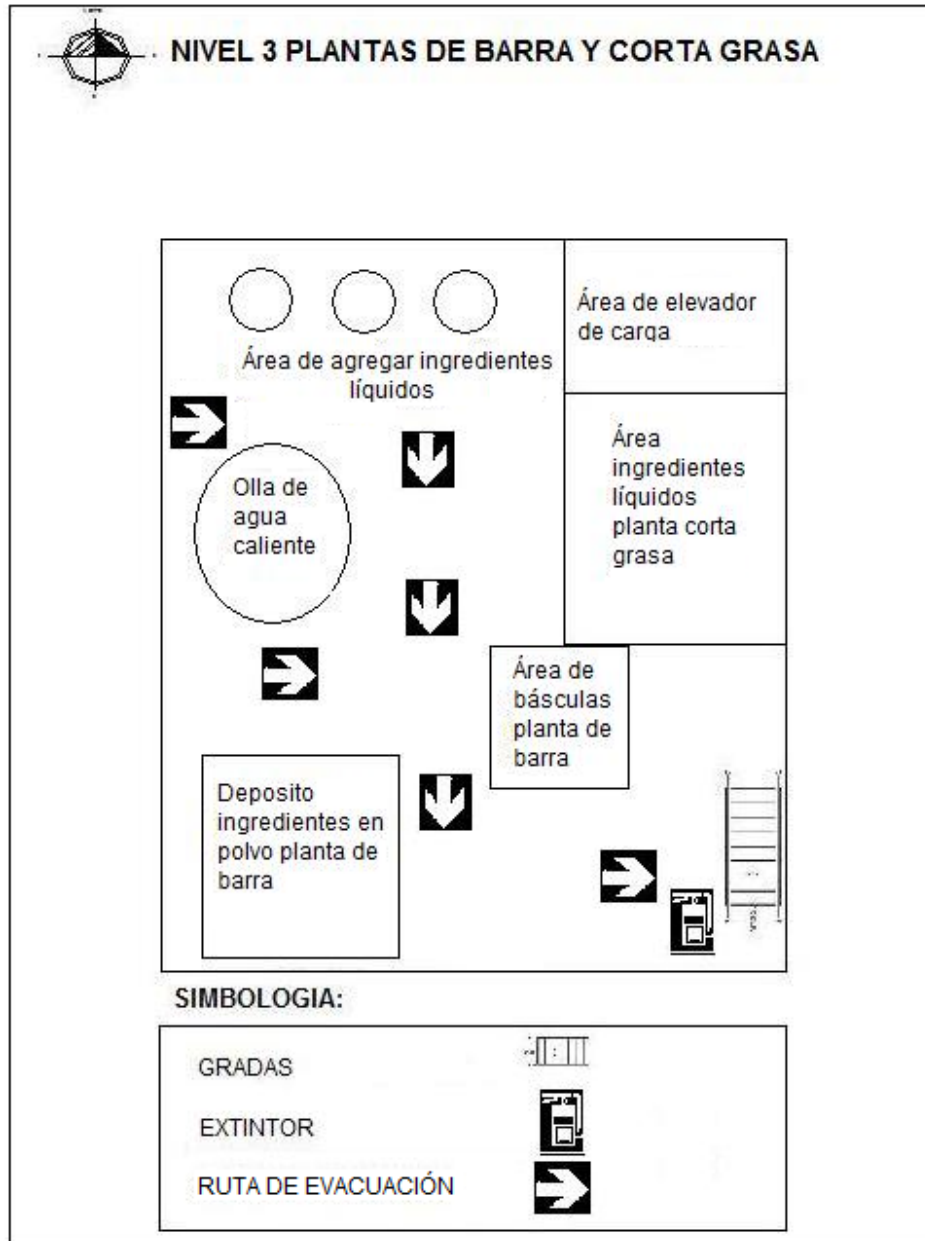 NIVEL 3 PLANTAS DE BARRA Y CORTA GRASA
Área de elevador
de carga
Área de agregar ingredientes
líquidos
Área
ingredientes
líquidos
planta corta
grasa
Olla de
agua
caliente
Área de
básculas
planta de
barra
Deposito
ingredientes en
polvo planta de
barra
SIMBOLOGIA:
GRADAS
EXTINTOR
RUTA DE EVACUACIÓN